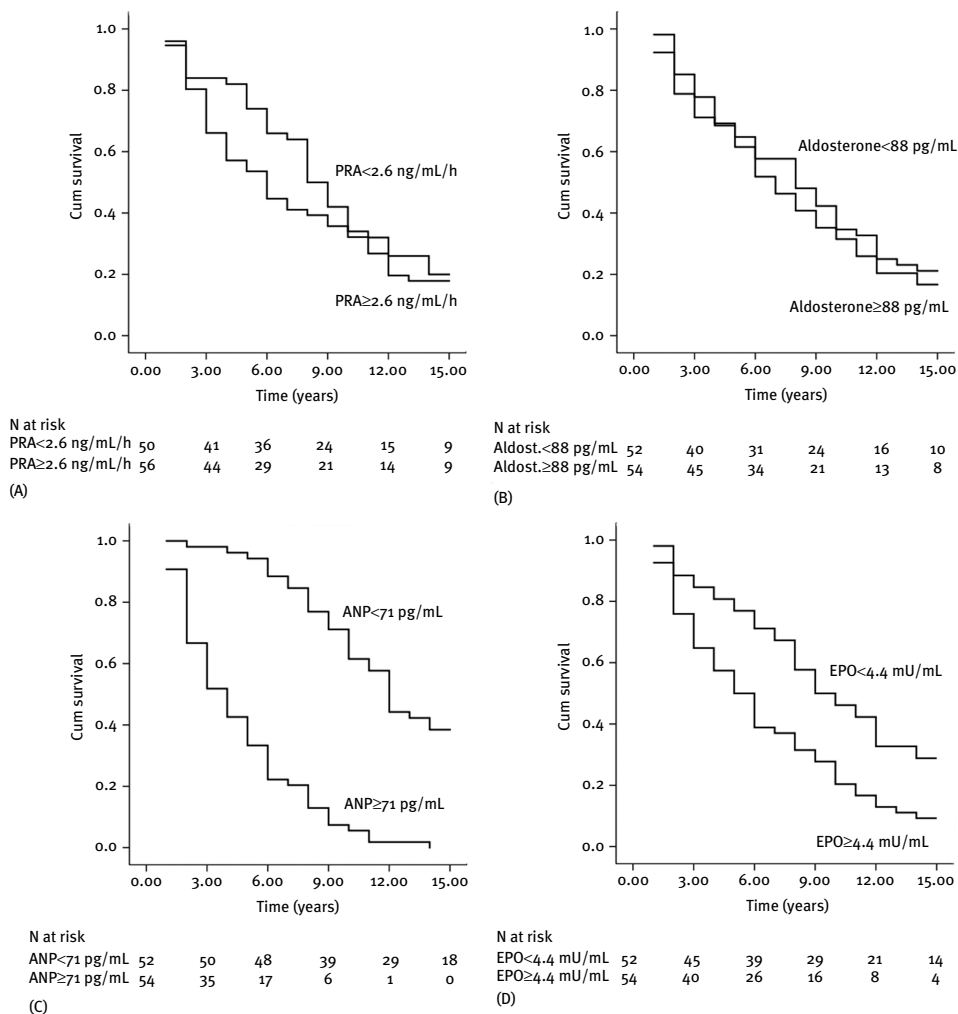 1.0
0.8
0.6
0.4
0.2
0.0
Cum survival
PRA<2.6 ng/mL/h
PRA≥2.6 ng/mL/h
0.00 3.00 6.00 9.00 12.00 15.00
Time (years)
N at risk
PRA<2.6 ng/mL/h 50 41 36 24 15 9
PRA≥2.6 ng/mL/h 56 44 29 21 14 9
(A)
1.0
0.8
0.6
0.4
0.2
0.0
Cum survival
Aldosterone<88 pg/mL
Aldosterone≥88 pg/mL
0.00 3.00 6.00 9.00 12.00 15.00
Time (years)
N at risk
Aldost.<88 pg/mL 52 40 31 24 16 10
Aldost.≥88 pg/mL 54 45 34 21 13 8
(B)
1.0
0.8
0.6
0.4
0.2
0.0
Cum survival
ANP<71 pg/mL
ANP≥71 pg/mL
0.00 3.00 6.00 9.00 12.00 15.00
Time (years)
N at risk
ANP<71 pg/mL 52 50 48 39 29 18
ANP≥71 pg/mL 54 35 17 6 1 0
(C)
1.0
0.8
0.6
0.4
0.2
0.0
Cum survival
EPO<4.4 mU/mL
EPO≥4.4 mU/mL
0.00 3.00 6.00 9.00 12.00 15.00
Time (years)
N at risk
EPO<4.4 mU/mL 52 45 39 29 21 14
EPO≥4.4 mU/mL 54 40 26 16 8 4
(D)